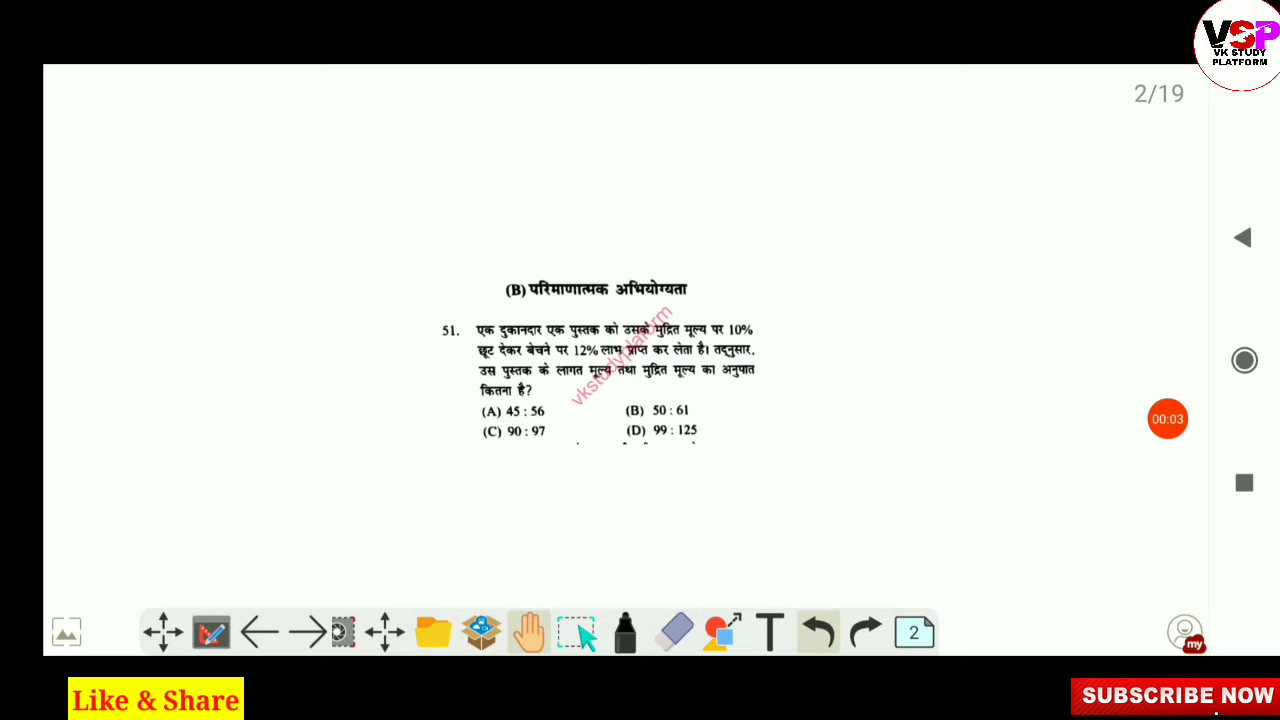 VSP
VK STUDY
PLATFORM
2/19
(B) परिमाणात्मक अभियोग्यता
51. एक दुकानदार एक पुस्तक को उसके मुद्रित मूल्य पर 10%
छूट देकर बेचने पर 12% लाभ प्राप्त कर लेता है। तद्नुसार,
उस पुस्तक के लागत मूल्य तथा मुद्रित मूल्य का अनुपात
कितना है?
(A) 45 : 56 (B) 50 : 61
(C) 90 : 97 (D) 99 : 125
vkstudyplatform
00:03
T
2
my
Like & Share
SUBSCRIBE NOW